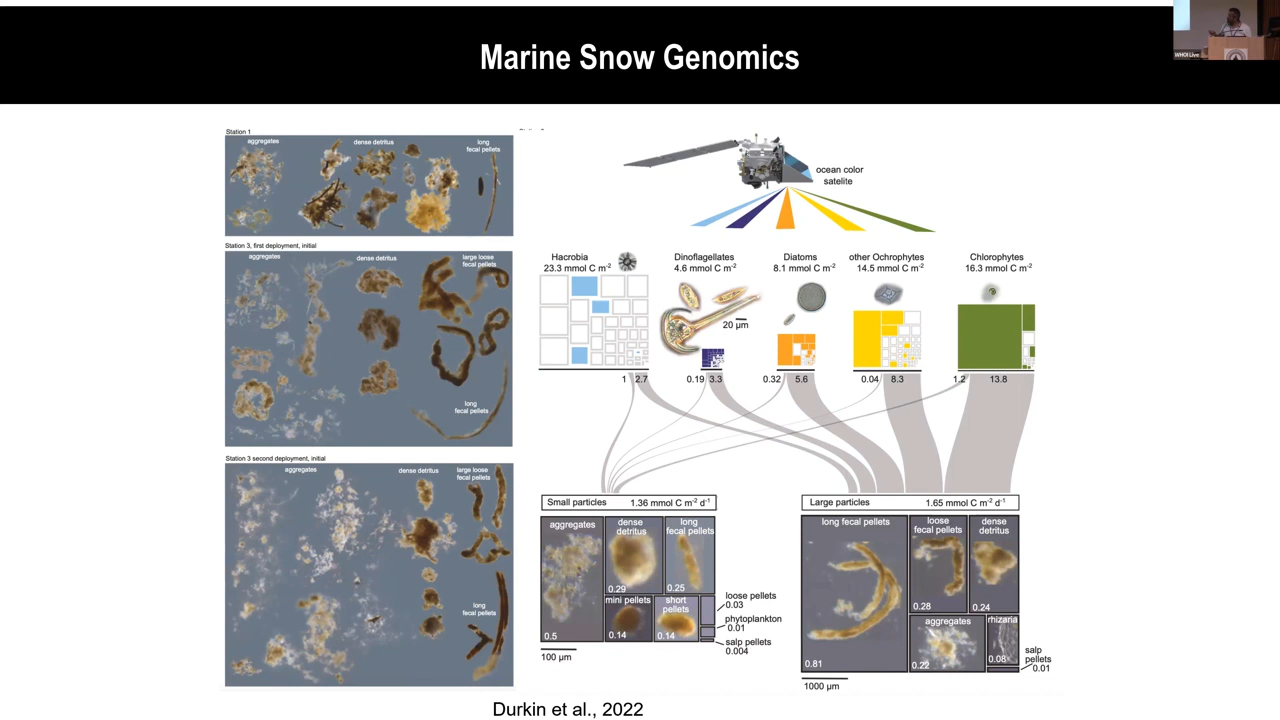 Marine Snow Genomics
WHOI Live
Station 1
aggregates
dense detritus
long
fecal pellets
Station 3, first deployment, initial
aggregates
dense detritus
large loose
fecal pellets
long
fecal pellets
Station 3 second deployment, initial
aggregates
dense detritus
large loose
fecal pellets
long
fecal pellets
ocean color
satelite
Hacrobia
23.3 mmol C m-2
Dinoflagellates
4.6 mmol C m-2
Diatoms
8.1 mmol C m-2
other Ochrophytes
14.5 mmol C m-2
Chlorophytes
16.3 mmol C m-2
20 µm
1 2.7
0.19 3.3
0.32 5.6
0.04 8.3
1.2 13.8
Small particles 1.36 mmol C m-2 d-1
aggregates
0.5
dense
detritus
0.29
long
fecal pellets
0.25
mini pellets
0.14
short
pellets
0.14
loose pellets
0.03
phytoplankton
0.01
salp pellets
0.004
100 µm
Large particles 1.65 mmol C m-2 d-1
long fecal pellets
0.81
loose
fecal pellets
0.28
dense
detritus
0.24
aggregates
0.22
rhizaria
0.08
salp
pellets
0.01
1000 µm
Durkin et al., 2022